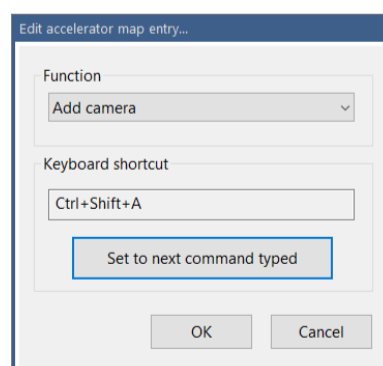 Edit accelerator map entry...
Function
Add camera
Keyboard shortcut
Ctrl+Shift+A
Set to next command typed
OK
Cancel